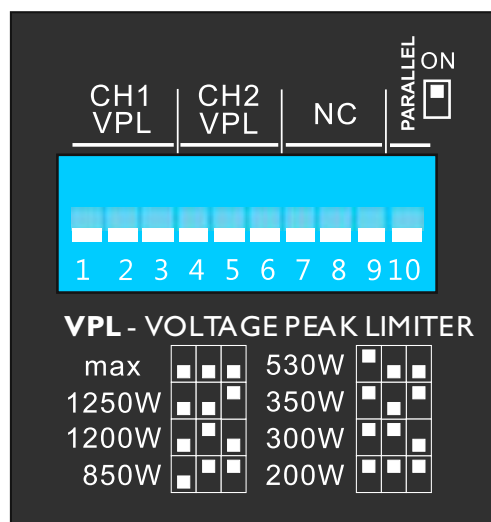 PARALLEL
ON
CH1 VPL
CH2 VPL
NC
1 2 3 4 5 6 7 8 9 10
VPL - VOLTAGE PEAK LIMITER
max 530W
1250W 350W
1200W 300W
850W 200W